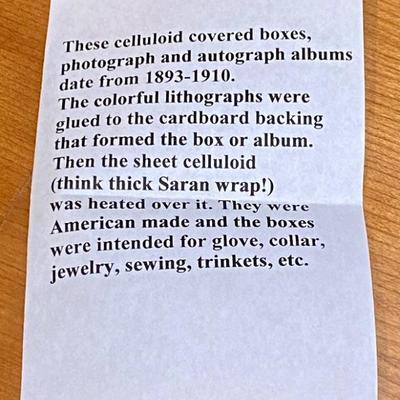 These celluloid covered boxes,
photograph and autograph albums
date from 1893-1910.
The colorful lithographs were
glued to the cardboard backing
that formed the box or album.
Then the sheet celluloid
(think thick Saran wrap!)
was heated over it. They were
American made and the boxes
were intended for glove, collar,
jewelry, sewing, trinkets, etc.